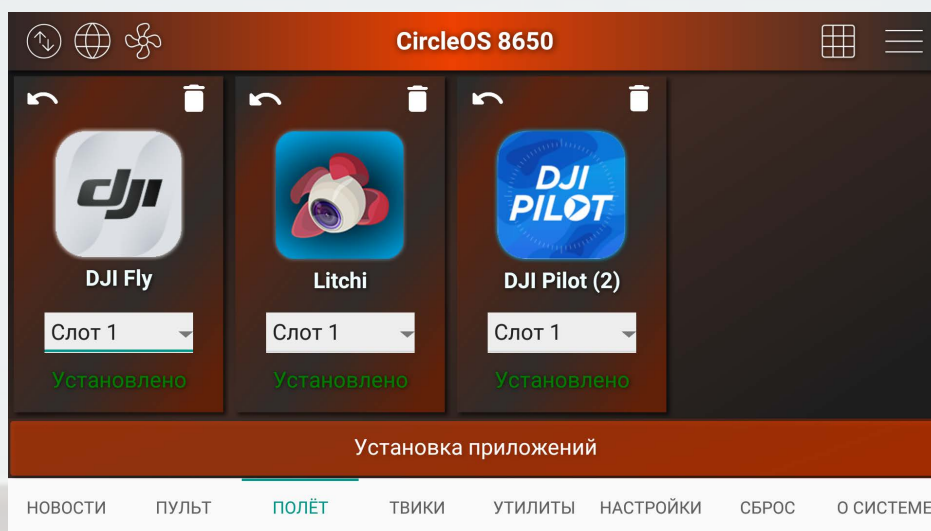 CircleOS 8650
dji
DJI
PILOT
DJI Fly
Litchi
DJI Pilot (2)
Слот 1
Слот 1
Слот 1
Установлено
Установлено
Установлено
Установка приложений
НОВОСТИ
ПУЛЬТ
ПОЛЁТ
ТВИКИ
УТИЛИТЫ
НАСТРОЙКИ
СБРОС
О СИСТЕМЕ